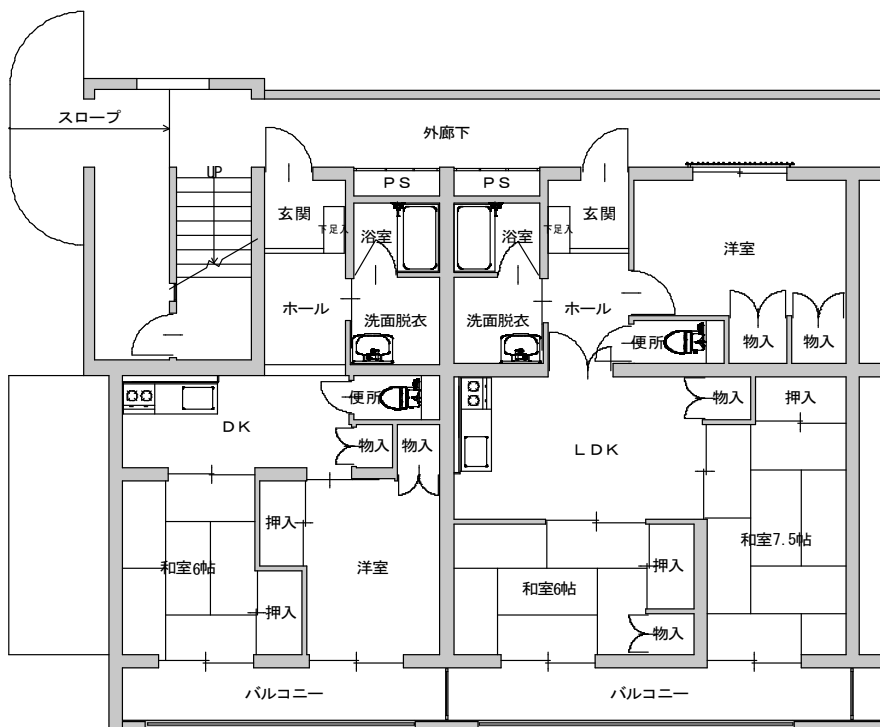 スロープ
外廊下
UP
PS
PS
玄関
下足入
浴室
浴室
下足入
玄関
洋室
ホール
洗面脱衣
洗面脱衣
ホール
便所
物入
物入
便所
物入
押入
DK
物入
物入
LDK
押入
和室7.5帖
和室6帖
洋室
押入
和室6帖
押入
物入
バルコニー
バルコニー